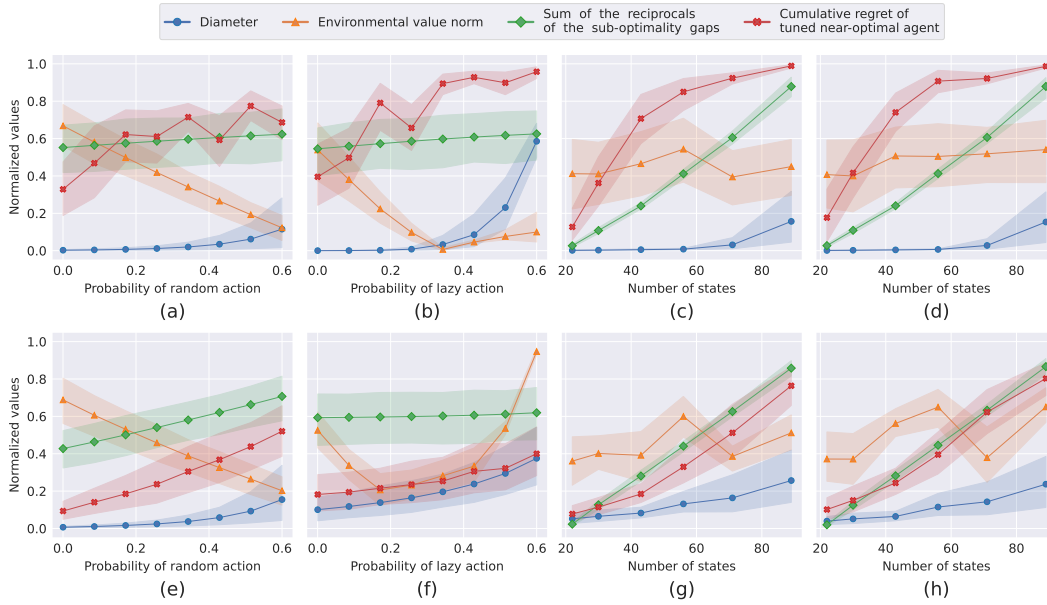 Diameter
Environmental value norm
Sum of the reciprocals
of the sub-optimality gaps
Cumulative regret of
tuned near-optimal agent
Normalized values
1.0
0.8
0.6
0.4
0.2
0.0
0.0 0.2 0.4 0.6
Probability of random action
(a)
0.0 0.2 0.4 0.6
Probability of lazy action
(b)
20 40 60 80
Number of states
(c)
20 40 60 80
Number of states
(d)
Normalized values
1.0
0.8
0.6
0.4
0.2
0.0
0.0 0.2 0.4 0.6
Probability of random action
(e)
0.0 0.2 0.4 0.6
Probability of lazy action
(f)
20 40 60 80
Number of states
(g)
20 40 60 80
Number of states
(h)